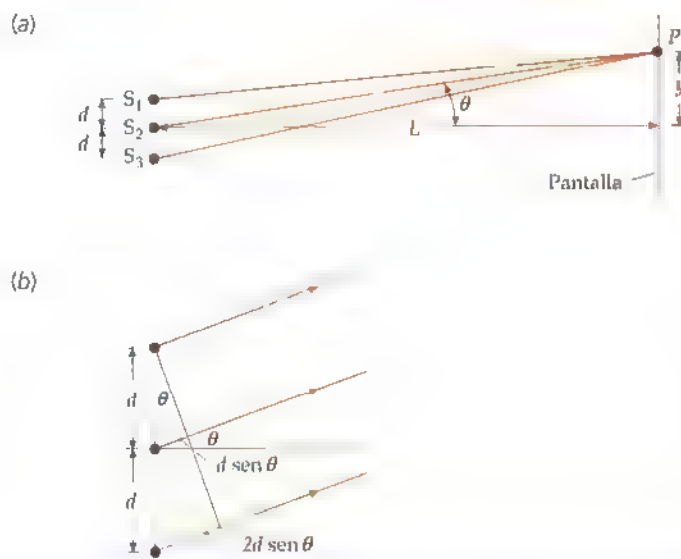 (a)
P
S₁
d
S₂
θ
y
L
d
S₃
Pantalla
(b)
d
θ
θ
d sen θ
d
2d sen θ